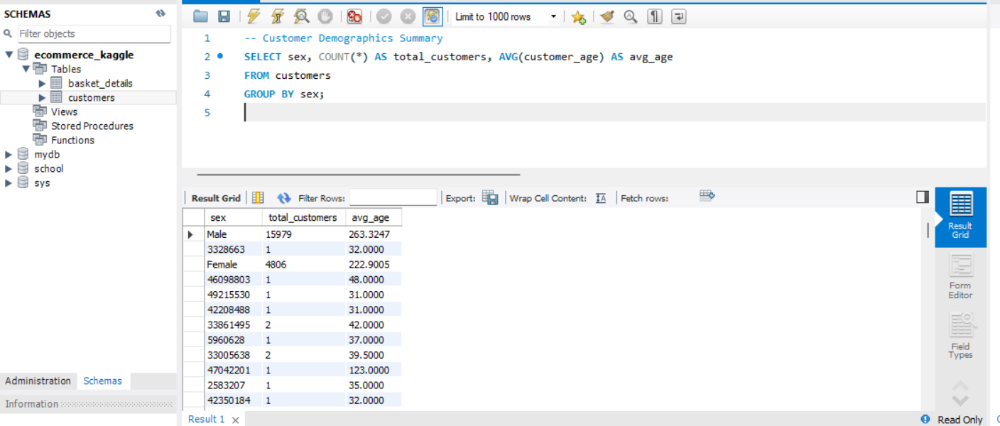 SCHEMAS
Filter objects
ecommerce_kaggle
Tables
basket_details
customers
Views
Stored Procedures
Functions
mydb
school
sys
Administration Schemas
Information
Limit to 1000 rows
1 -- Customer Demographics Summary
2 SELECT sex, COUNT(*) AS total_customers, AVG(customer_age) AS avg_age
3 FROM customers
4 GROUP BY sex;
5
Result Grid Filter Rows: Export: Wrap Cell Content: Fetch rows:
sex total_customers avg_age
Male 15979 263.3247
3328663 1 32.0000
Female 4806 222.9005
46098803 1 48.0000
49215530 1 31.0000
42208488 1 31.0000
33861495 2 42.0000
5960628 1 37.0000
33005638 2 39.5000
47042201 1 123.0000
2583207 1 35.0000
42350184 1 32.0000
Result
Grid
Form
Editor
Field
Types
Result 1
Read Only